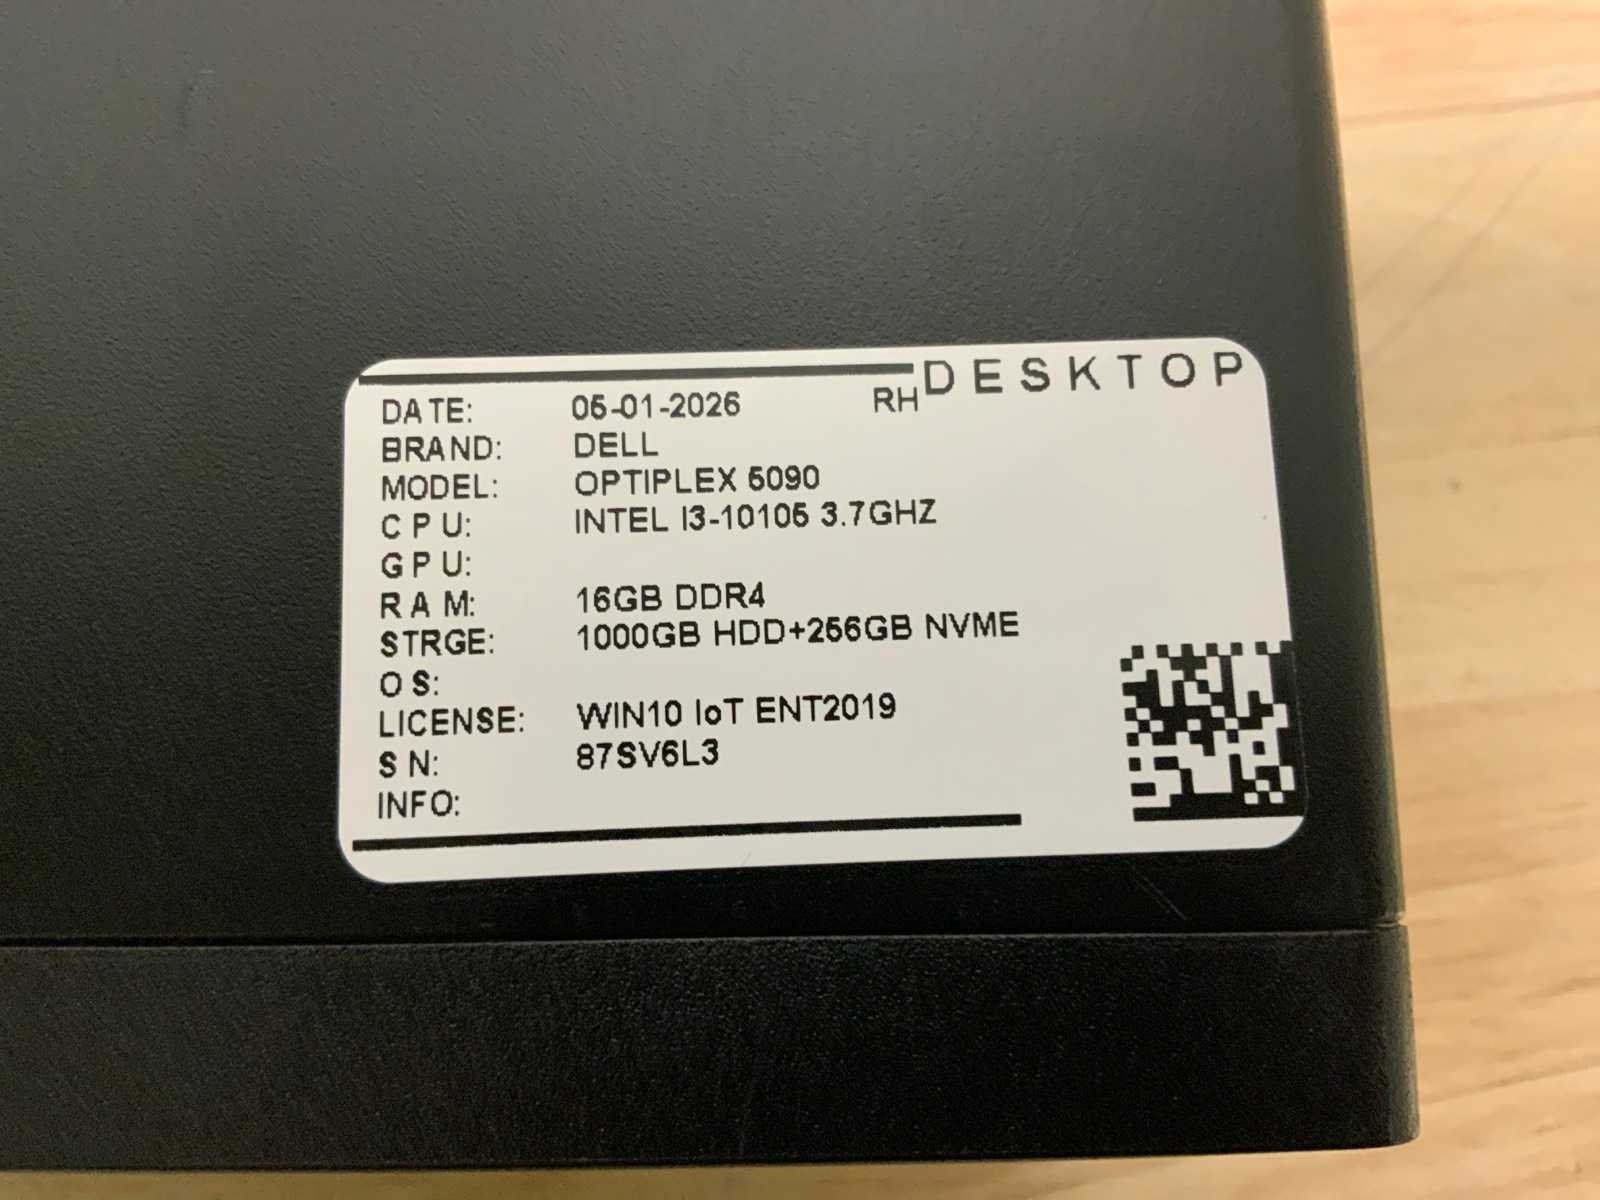 DESKTOP
DATE: 05-01-2026 RH
BRAND: DELL
MODEL: OPTIPLEX 5090
CPU: INTEL I3-10105 3.7GHZ
GPU:
RAM: 16GB DDR4
STRGE: 1000GB HDD+256GB NVME
OS:
LICENSE: WIN10 IoT ENT2019
SN: 87SV6L3
INFO: